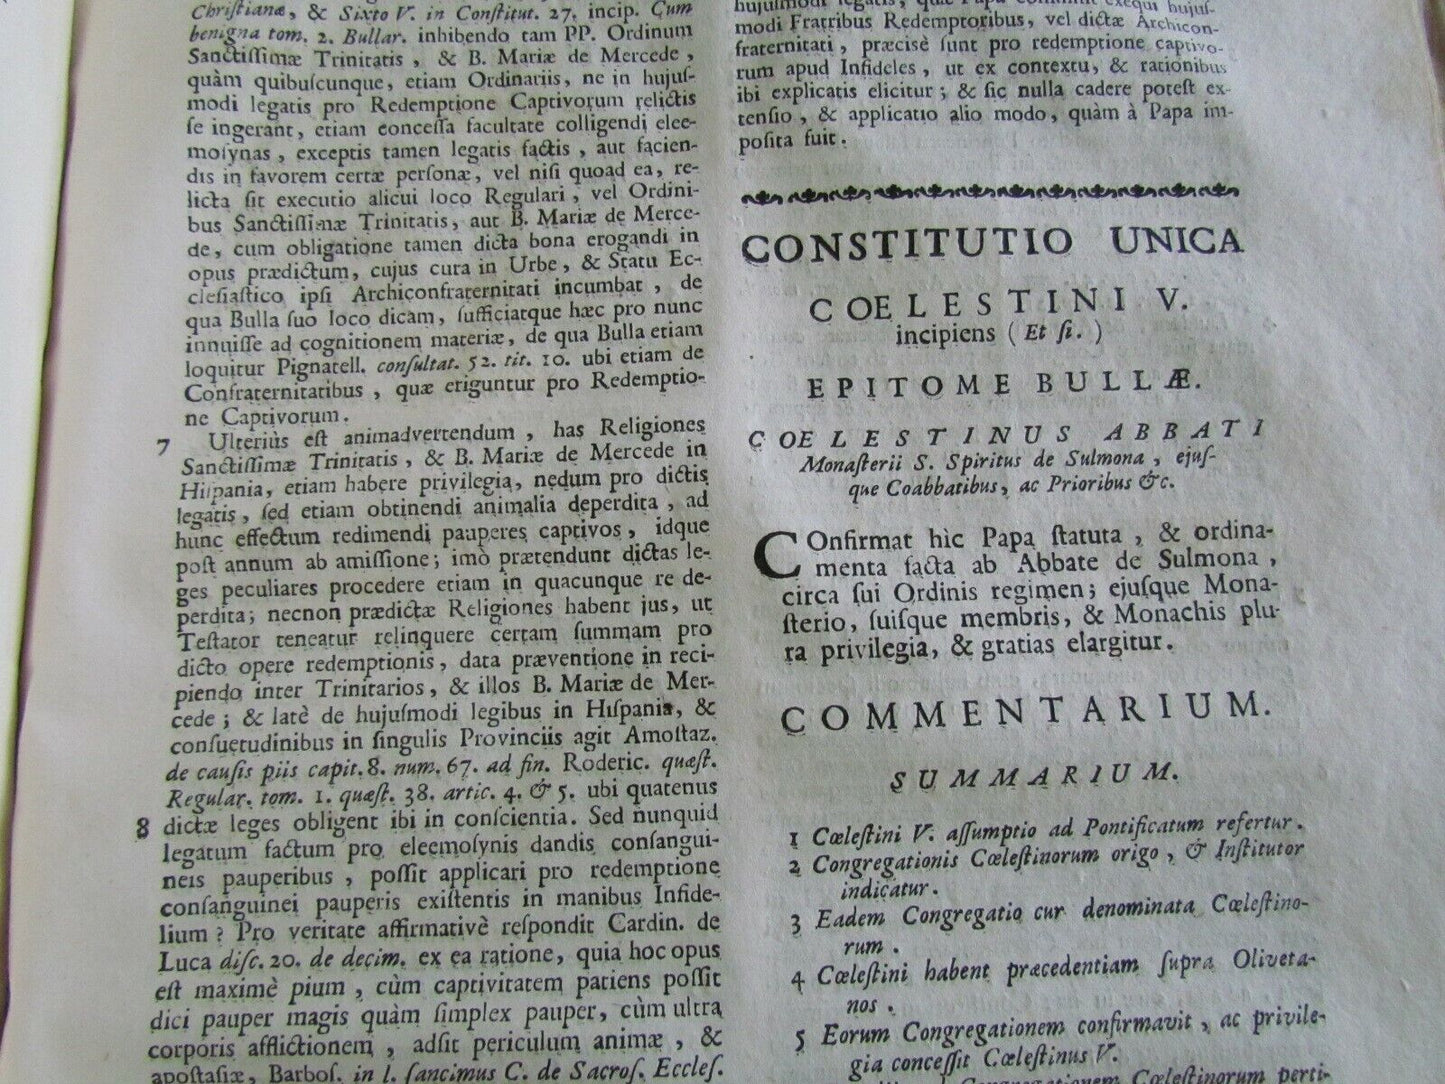 Chriſtianæ, & Sixto V. in Conſtitut. 27. incip. Cum
benigna tom. 2. Bullar. inhibendo tam PP. Ordinum
Sanctiſſimæ Trinitatis, & B. Mariæ de Mercede,
quàm quibuſcunque, etiam Ordinariis, ne in hujuſ-
modi legatis pro Redemptione Captivorum relictis
ſe ingerant, etiam conceſſa facultate colligendi elee-
moſynas, exceptis tamen legatis factis, aut facien-
dis in favorem certæ perſonæ, vel niſi quoad ea, re-
licta ſit executio alicui loco Regulari, vel Ordini-
bus Sanctiſſimæ Trinitatis, aut B. Mariæ de Merce-
de, cum obligatione tamen dicta bona erogandi in
opus prædictum, cujus cura in Urbe, & Statu Ec-
cleſiaſtico ipſi Archiconfraternitati incumbat, de
qua Bulla ſuo loco dicam, ſufficiatque hæc pro nunc
innuiſſe ad cognitionem materiæ, de qua Bulla etiam
loquitur Pignatell. conſultat. 52. tit. 10. ubi etiam de
Confraternitatibus, quæ eriguntur pro Redemptio-
ne Captivorum.
7 Ulteriùs eſt animadvertendum, has Religiones
Sanctiſſimæ Trinitatis, & B. Mariæ de Mercede in
Hiſpania, etiam habere privilegia, nedum pro dictis
legatis, ſed etiam obtinendi animalia deperdita, ad
hunc effectum redimendi pauperes captivos, idque
poſt annum ab amiſſione; imò prætendunt dictas le-
ges peculiares procedere etiam in quacunque re de-
perdita; necnon prædictæ Religiones habent jus, ut
Teſtator teneatur relinquere certam ſummam pro
dicto opere redemptionis, data præventione in reci-
piendo inter Trinitarios, & illos B. Mariæ de Mer-
cede; & latè de hujuſmodi legibus in Hiſpania, &
conſuetudinibus in ſingulis Provinciis agit Amoſtaz.
de cauſis piis capit. 8. num. 67. ad fin. Roderic. quæſt.
Regular. tom. 1. quæſt. 38. artic. 4. & 5. ubi quatenus
8 dictæ leges obligent ibi in conſcientia. Sed nunquid
legatum factum pro eleemoſynis dandis conſangui-
neis pauperibus, poſſit applicari pro redemptione
conſanguinei pauperis exiſtentis in manibus Infide-
lium? Pro veritate affirmativè reſpondit Cardin. de
Luca diſc. 20. de decim. ex ea ratione, quia hoc opus
eſt maximè pium, cùm captivitatem patiens poſſit
dici pauper magis quàm ſimplex pauper, cùm ultra
corporis afflictionem, adſit periculum animæ, &
apoſtaſiæ, Barboſ. in l. ſancimus C. de Sacroſ. Eccleſ.
hujuſmodi legatis, quæ Papa committit exequi hujuſ-
modi Fratribus Redemptoribus, vel dictæ Archicon-
fraternitati, præcisè ſunt pro redemptione captivo-
rum apud Infideles, ut ex contextu, & rationibus
ibi explicatis elicitur; & ſic nulla cadere poteſt ex-
tenſio, & applicatio alio modo, quàm à Papa im-
poſita fuit.
CONSTITUTIO UNICA
COELESTINI V.
incipiens (Et ſi.)
EPITOME BULLÆ.
COELESTINUS ABBATI
Monaſterii S. Spiritus de Sulmona, ejuſ-
que Coabbatibus, ac Prioribus &c.
COnfirmat hìc Papa ſtatuta, & ordina-
menta facta ab Abbate de Sulmona,
circa ſui Ordinis regimen; ejuſque Mona-
ſterio, ſuiſque membris, & Monachis plu-
ra privilegia, & gratias elargitur.
COMMENTARIUM.
SUMMARIUM.
1 Cœleſtini V. aſſumptio ad Pontificatum refertur.
2 Congregationis Cœleſtinorum origo, & Inſtitutor
indicatur.
3 Eadem Congregatio cur denominata Cœleſtino-
rum.
4 Cœleſtini habent præcedentiam ſupra Oliveta-
nos.
5 Eorum Congregationem confirmavit, ac privile-
gia conceſſit Cœleſtinus V.
Congregationem Cœleſtinorum perti-